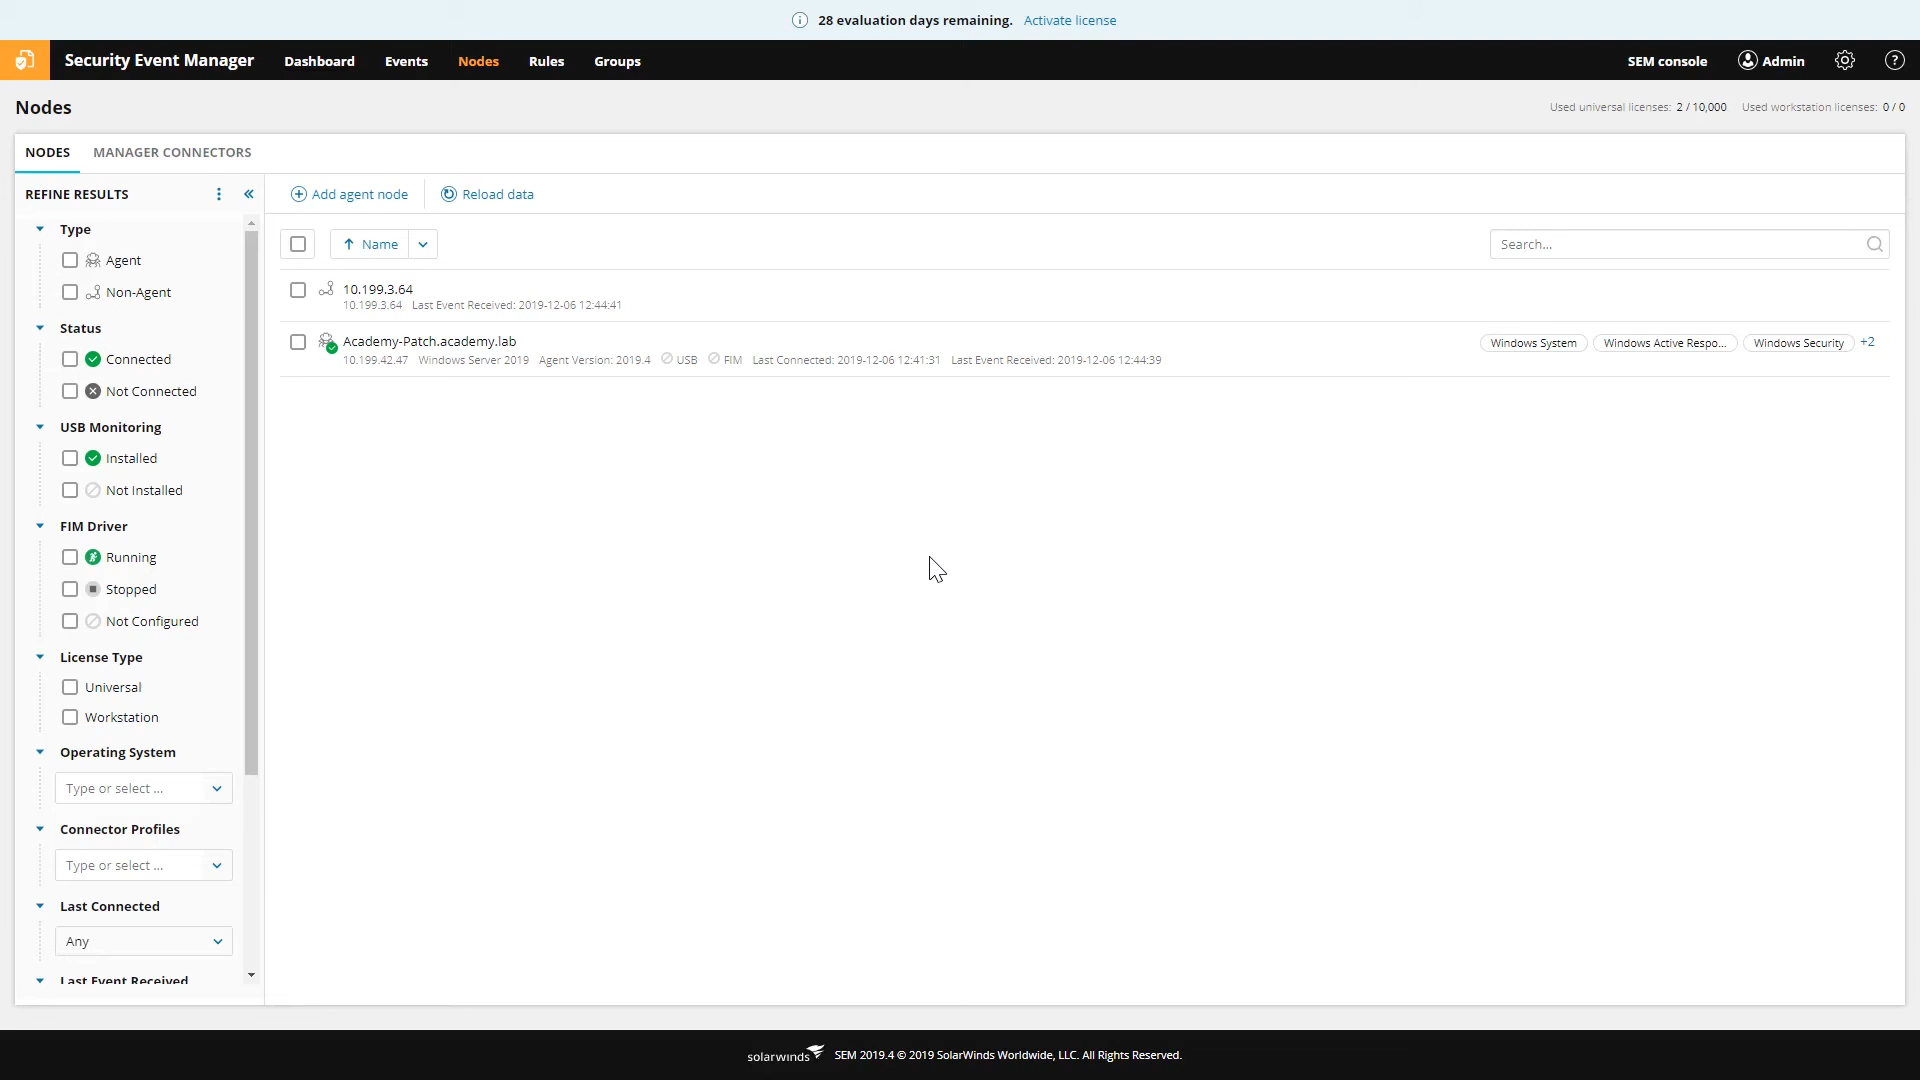 28 evaluation days remaining. Activate license
Security Event Manager Dashboard Events Nodes Rules Groups SEM console Admin
Nodes Used universal licenses: 2 / 10,000 Used workstation licenses: 0 / 0
NODES MANAGER CONNECTORS
REFINE RESULTS Add agent node Reload data
Type
Name Search...
Agent
Non-Agent
10.199.3.64
10.199.3.64 Last Event Received: 2019-12-06 12:44:41
Status
Academy-Patch.academy.lab Windows System Windows Active Respo... Windows Security +2
10.199.42.47 Windows Server 2019 Agent Version: 2019.4 USB FIM Last Connected: 2019-12-06 12:41:31 Last Event Received: 2019-12-06 12:44:39
Connected
Not Connected
USB Monitoring
Installed
Not Installed
FIM Driver
Running
Stopped
Not Configured
License Type
Universal
Workstation
Operating System
Type or select ...
Connector Profiles
Type or select ...
Last Connected
Any
Last Event Received
solarwinds SEM 2019.4 © 2019 SolarWinds Worldwide, LLC. All Rights Reserved.